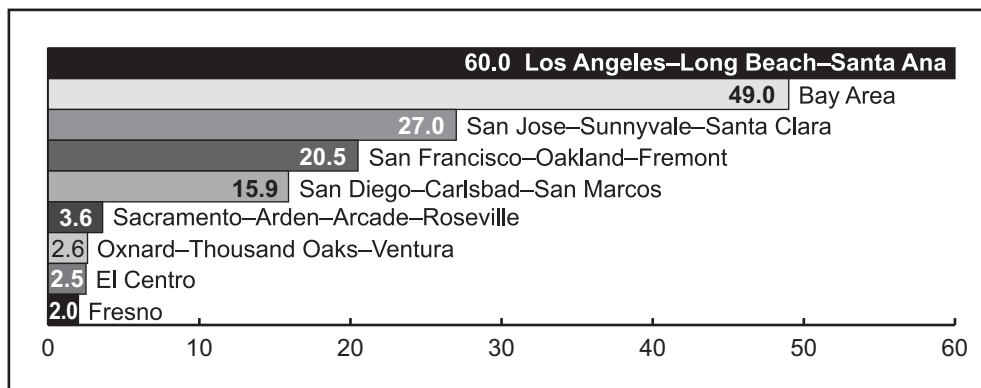 60.0 Los Angeles–Long Beach–Santa Ana
49.0 Bay Area
27.0 San Jose–Sunnyvale–Santa Clara
20.5 San Francisco–Oakland–Fremont
15.9 San Diego–Carlsbad–San Marcos
3.6 Sacramento–Arden–Arcade–Roseville
2.6 Oxnard–Thousand Oaks–Ventura
2.5 El Centro
2.0 Fresno
0 10 20 30 40 50 60